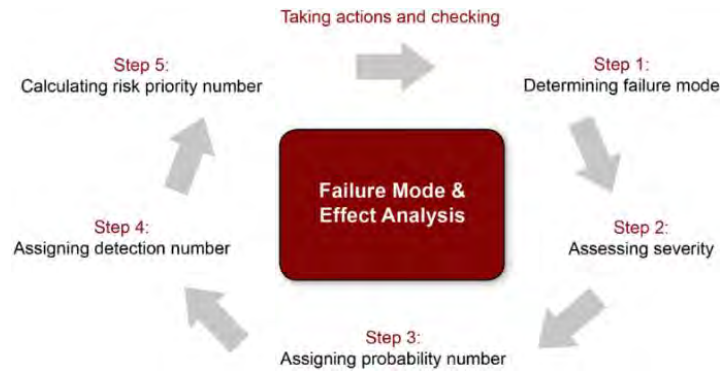 Taking actions and checking
Step 1:
Determining failure mode
Step 2:
Assessing severity
Step 3:
Assigning probability number
Step 4:
Assigning detection number
Step 5:
Calculating risk priority number
Failure Mode &
Effect Analysis